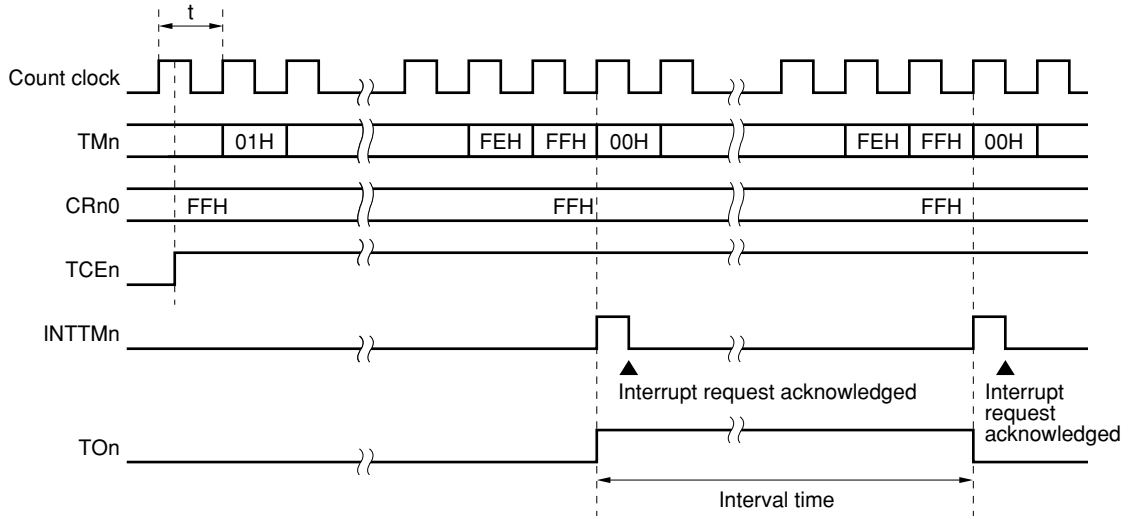 t
Count clock
TMn 01H FEH FFH 00H FEH FFH 00H
CRn0 FFH FFH FFH
TCEn
INTTMn
Interrupt request acknowledged
Interrupt
request
acknowledged
TOn
Interval time